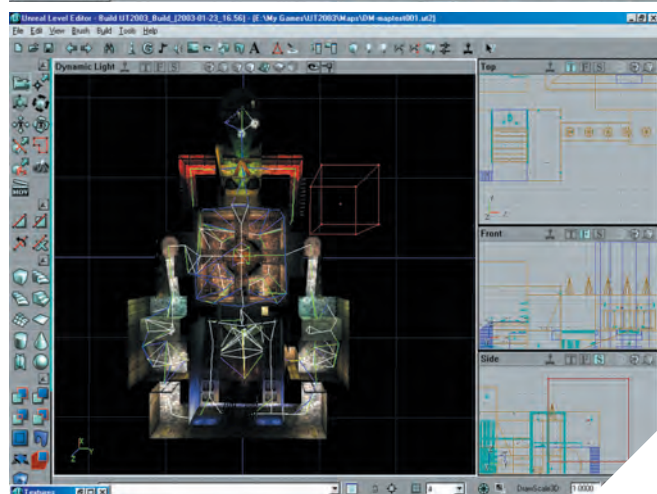 Unreal Level Editor - Build UT2003_Build_[2003-01-23_16.56] - [E:\My Games\UT2003\Maps\DM-maptest001.ut2]
File Edit View Brush Build Tools Help
Dynamic Light
T F S
Top
T F S
MOV
Front
T F S
Side
T F S
Textures
a
DrawScale3D: 1.0000